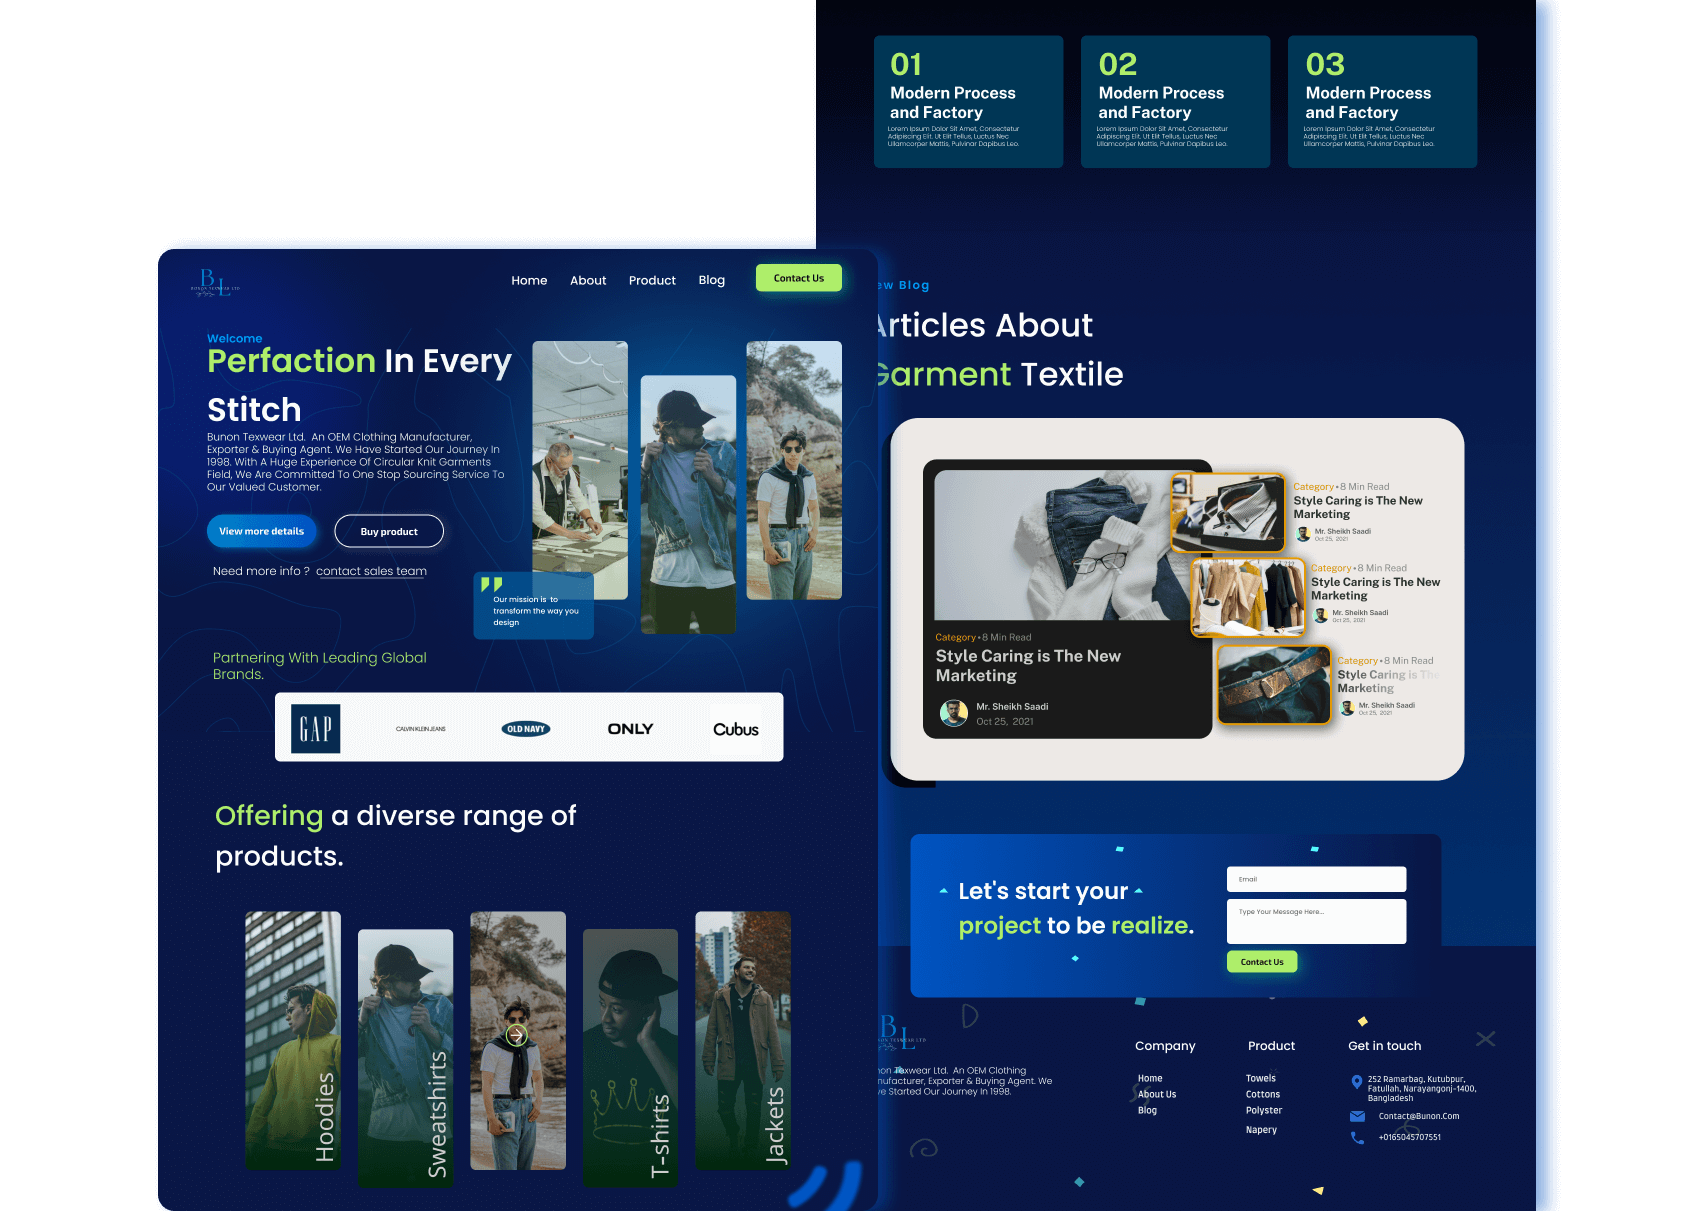 01
Modern Process
and Factory
Lorem Ipsum Dolor Sit Amet, Consectetur
Adipiscing Elit. Ut Elit Tellus, Luctus Nec
Ullamcorper Mattis, Pulvinar Dapibus Leo.
02
Modern Process
and Factory
Lorem Ipsum Dolor Sit Amet, Consectetur
Adipiscing Elit. Ut Elit Tellus, Luctus Nec
Ullamcorper Mattis, Pulvinar Dapibus Leo.
03
Modern Process
and Factory
Lorem Ipsum Dolor Sit Amet, Consectetur
Adipiscing Elit. Ut Elit Tellus, Luctus Nec
Ullamcorper Mattis, Pulvinar Dapibus Leo.
BL
BUNON TEXWEAR LTD
Home About Product Blog Contact Us
Welcome
Perfaction In Every
Stitch
Bunon Texwear Ltd. An OEM Clothing Manufacturer,
Exporter & Buying Agent. We Have Started Our Journey In
1998. With A Huge Experience Of Circular Knit Garments
Field, We Are Committed To One Stop Sourcing Service To
Our Valued Customer.
View more details Buy product
Need more info ? contact sales team
Our mission is to
transform the way you
design
Partnering With Leading Global
Brands.
GAP CALVIN KLEIN JEANS OLD NAVY ONLY Cubus
Offering a diverse range of
products.
Hoodies
Sweatshirts
T-shirts
Jackets
ew Blog
Articles About
Garment Textile
Category • 8 Min Read
Style Caring is The New
Marketing
Mr. Sheikh Saadi
Oct 25, 2021
Category • 8 Min Read
Style Caring is The New
Marketing
Mr. Sheikh Saadi
Oct 25, 2021
Category • 8 Min Read
Style Caring is The New
Marketing
Mr. Sheikh Saadi
Oct 25, 2021
Category • 8 Min Read
Style Caring is The
Marketing
Mr. Sheikh Saadi
Oct 25, 2021
Let's start your
project to be realize.
Email
Type Your Message Here...
Contact Us
BL
NON TEXWEAR LTD
non Texwear Ltd. An OEM Clothing
nufacturer, Exporter & Buying Agent. We
ve Started Our Journey In 1998.
Company
Home
About Us
Blog
Product
Towels
Cottons
Polyster
Napery
Get in touch
252 Ramarbag, Kutubpur,
Fatullah, Narayangonj-1400,
Bangladesh
Contact@Bunon.Com
+0165045707551